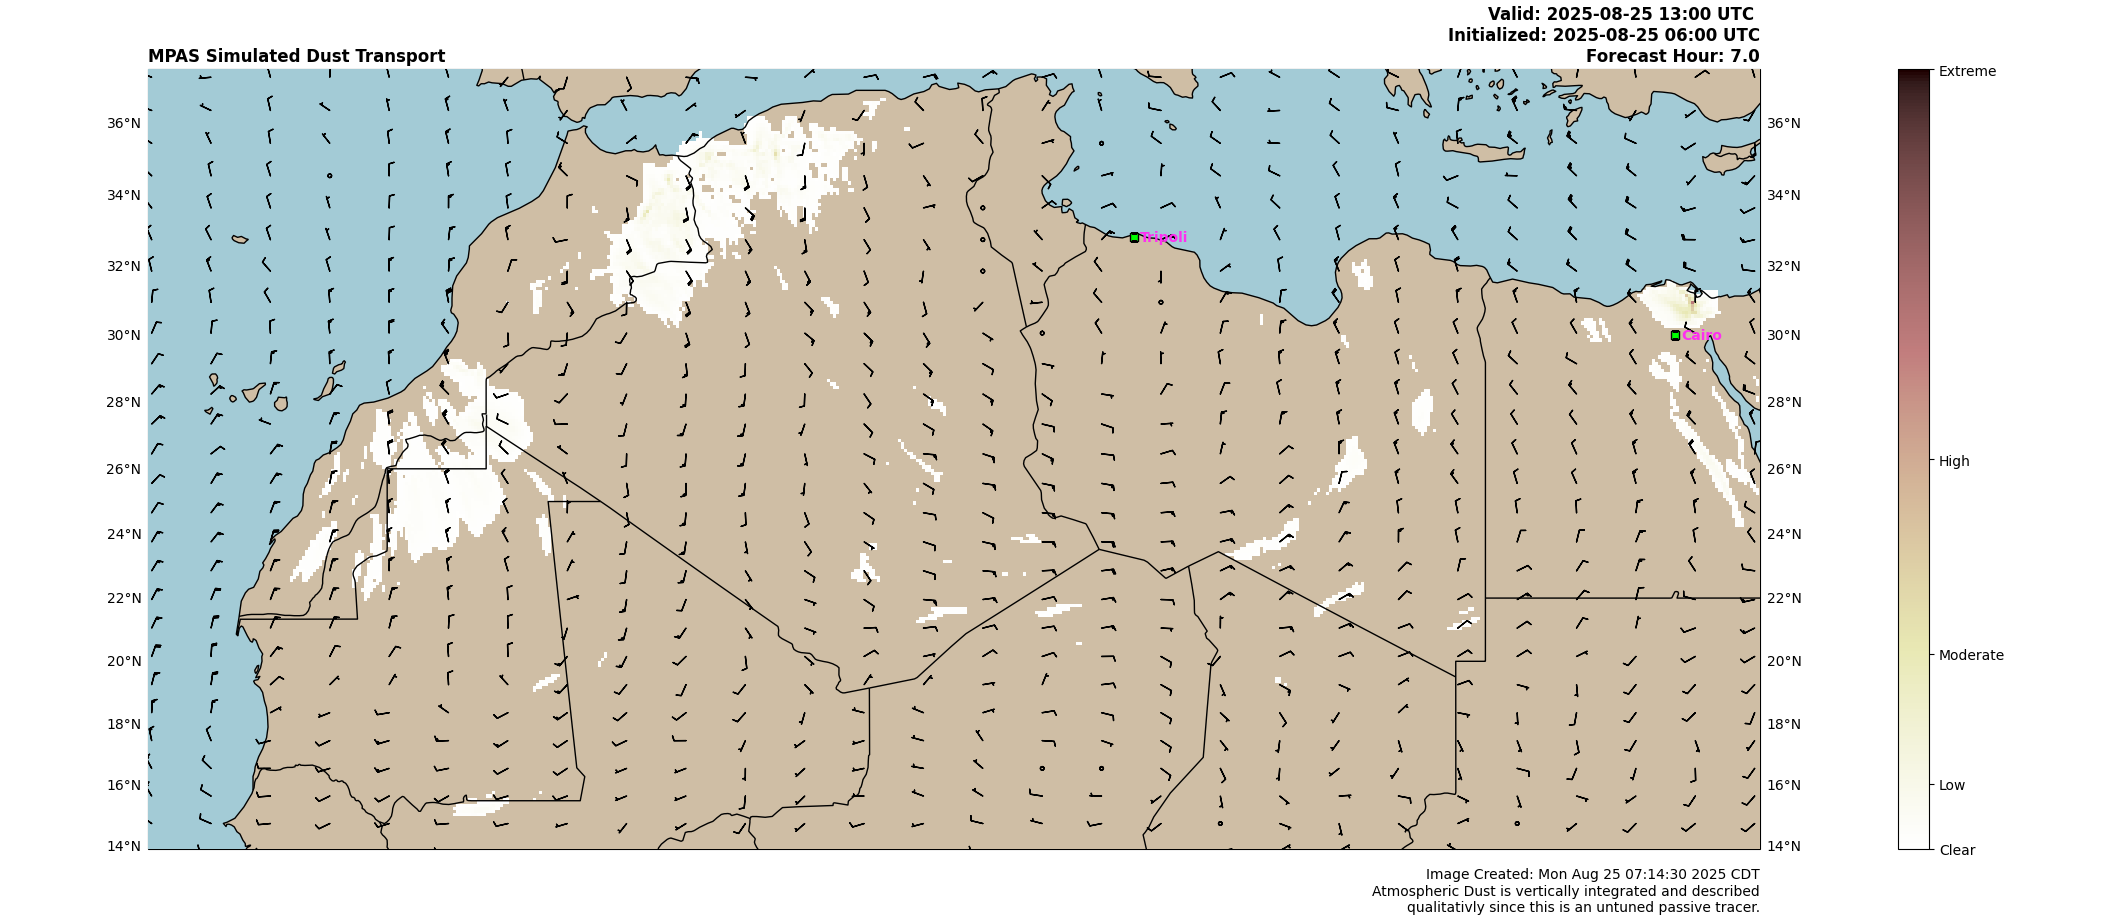 Valid: 2025-08-25 13:00 UTC
Initialized: 2025-08-25 06:00 UTC
MPAS Simulated Dust Transport
Forecast Hour: 7.0
Extreme
36°N
36°N
34°N
34°N
Tripoli
32°N
32°N
30°N
Cairo
30°N
28°N
28°N
26°N
26°N
High
24°N
24°N
22°N
22°N
20°N
20°N
Moderate
18°N
18°N
16°N
16°N
Low
14°N
14°N
Clear
Image Created: Mon Aug 25 07:14:30 2025 CDT
Atmospheric Dust is vertically integrated and described
qualitativly since this is an untuned passive tracer.